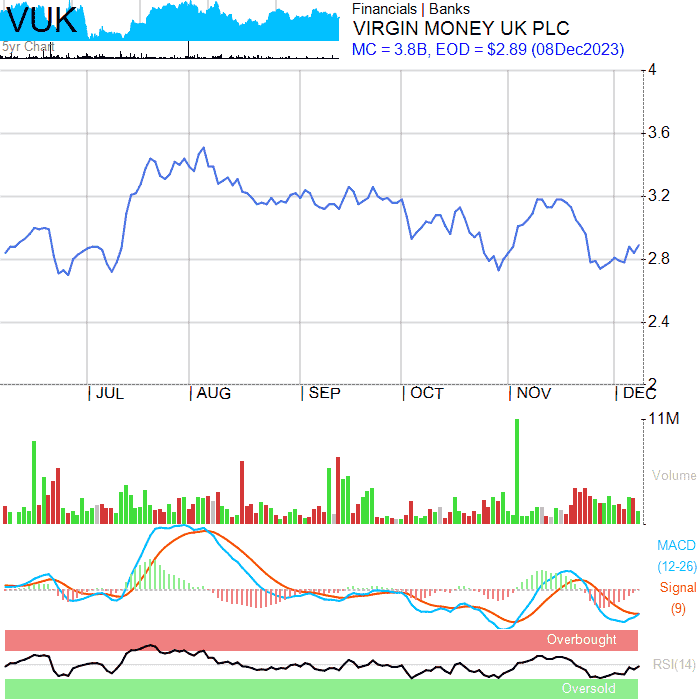 VUK
5yr Chart
Financials | Banks
VIRGIN MONEY UK PLC
MC = 3.8B, EOD = $2.89 (08Dec2023)
4
3.6
3.2
2.8
2.4
2
JUL AUG SEP OCT NOV DEC
11M
Volume
MACD
(12-26)
Signal
(9)
Overbought
RSI(14)
Oversold